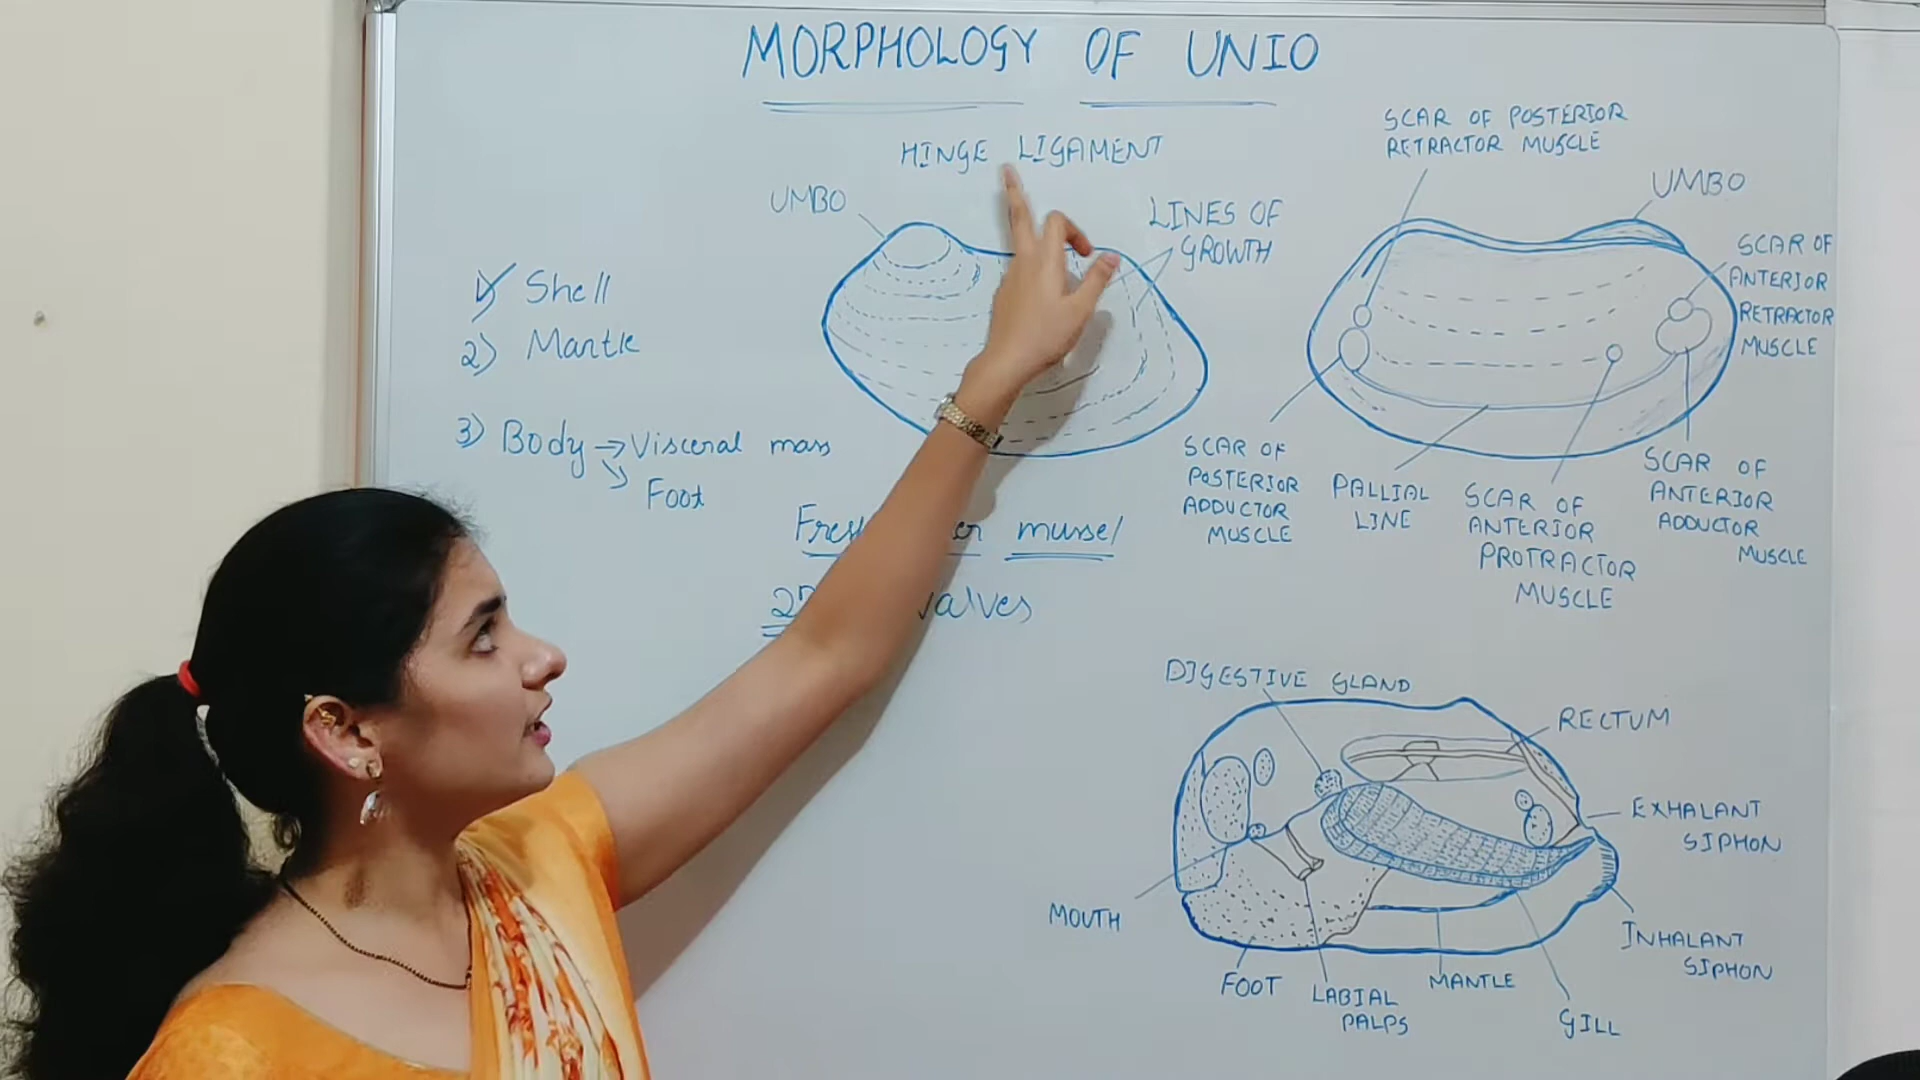 MORPHOLOGY OF UNIO
HINGE LIGAMENT
UMBO
LINES OF
GROWTH
1) Shell
2) Mantle
3) Body → Visceral mass
Foot
mussel
valves
SCAR OF POSTERIOR
RETRACTOR MUSCLE
UMBO
SCAR OF
ANTERIOR
RETRACTOR
MUSCLE
SCAR OF
POSTERIOR
ADDUCTOR
MUSCLE
PALLIAL
LINE
SCAR OF
ANTERIOR
PROTRACTOR
MUSCLE
SCAR OF
ANTERIOR
ADDUCTOR
MUSCLE
DIGESTIVE GLAND
RECTUM
EXHALANT
SIPHON
INHALANT
SIPHON
MOUTH
FOOT
LABIAL
PALPS
MANTLE
GILL